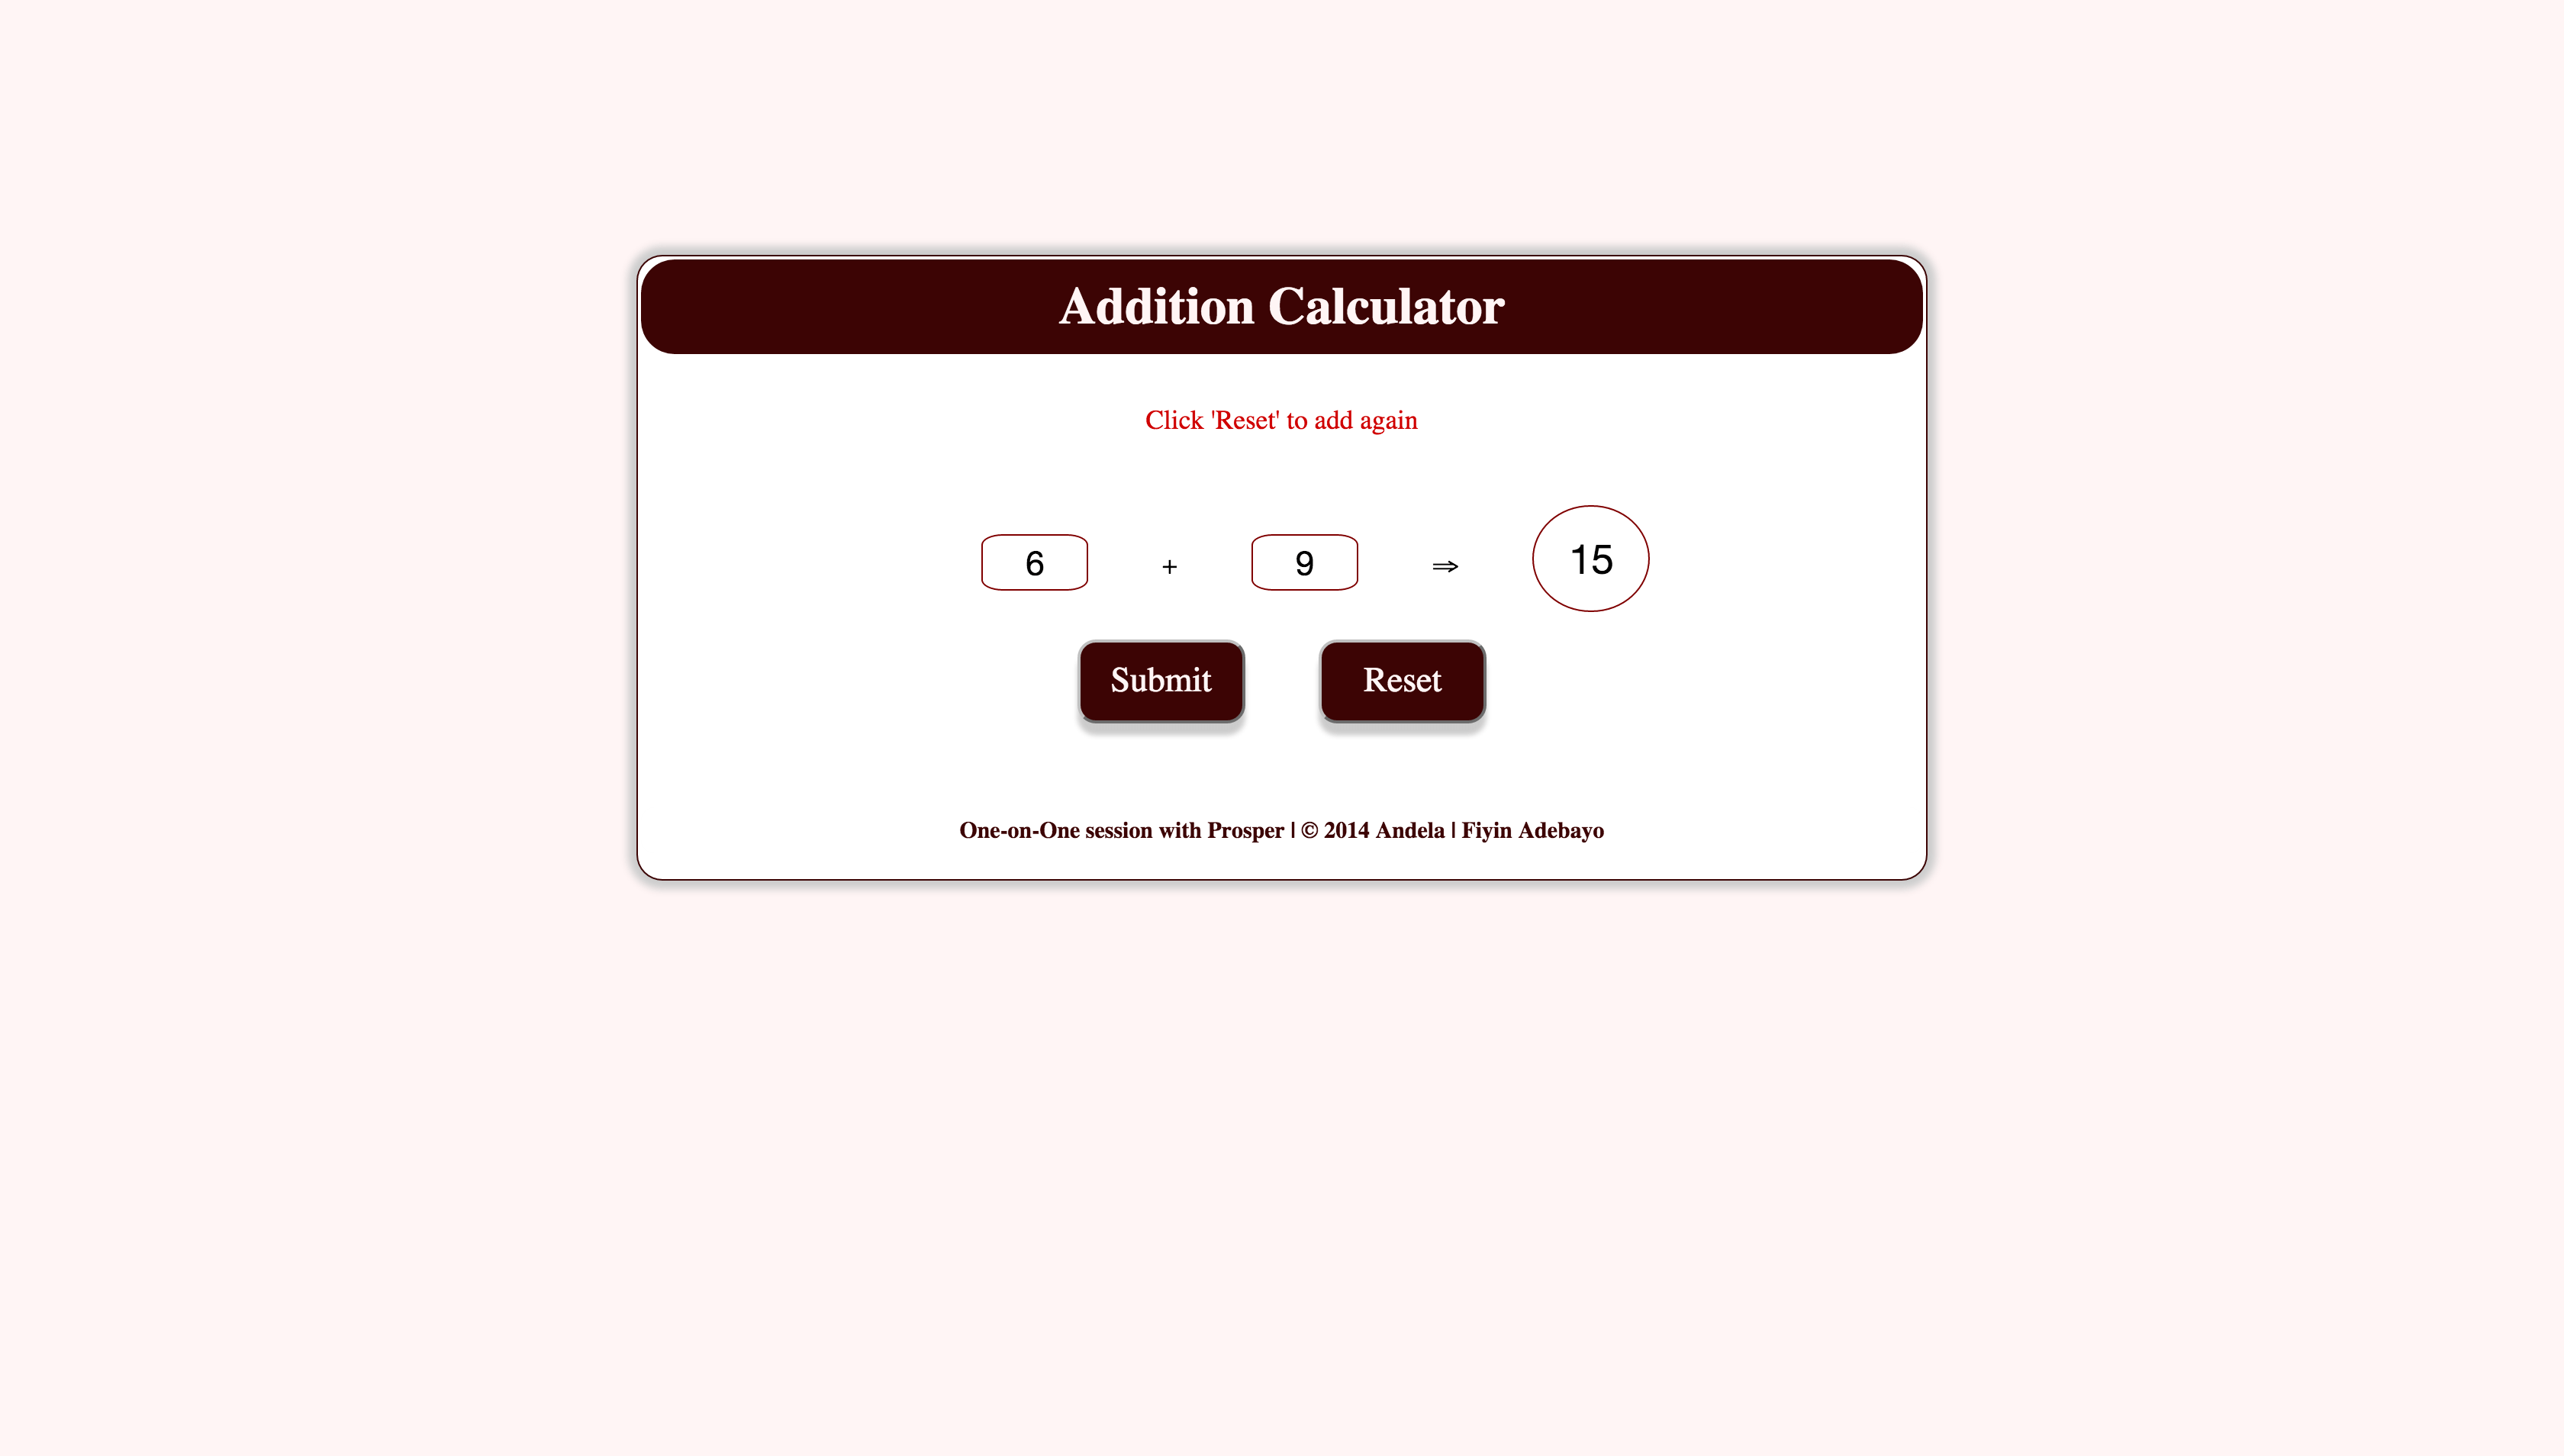 Addition Calculator
Click 'Reset' to add again
6 + 9 ⇒ 15
Submit Reset
One-on-One session with Prosper | © 2014 Andela | Fiyin Adebayo